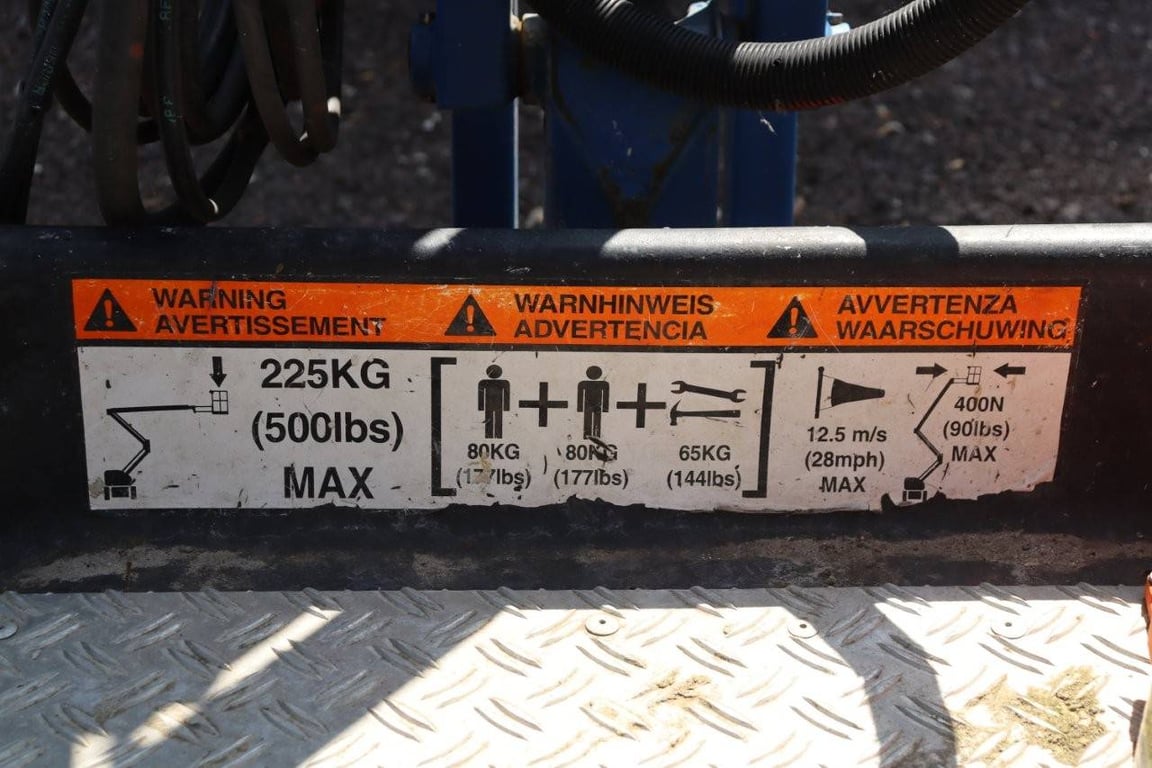 WARNING
AVERTISSEMENT
WARNHINWEIS
ADVERTENCIA
AVVERTENZA
WAARSCHUWING
225KG
(500lbs)
MAX
80KG
(177lbs)
80KG
(177lbs)
65KG
(144lbs)
12.5 m/s
(28mph)
MAX
400N
(90lbs)
MAX